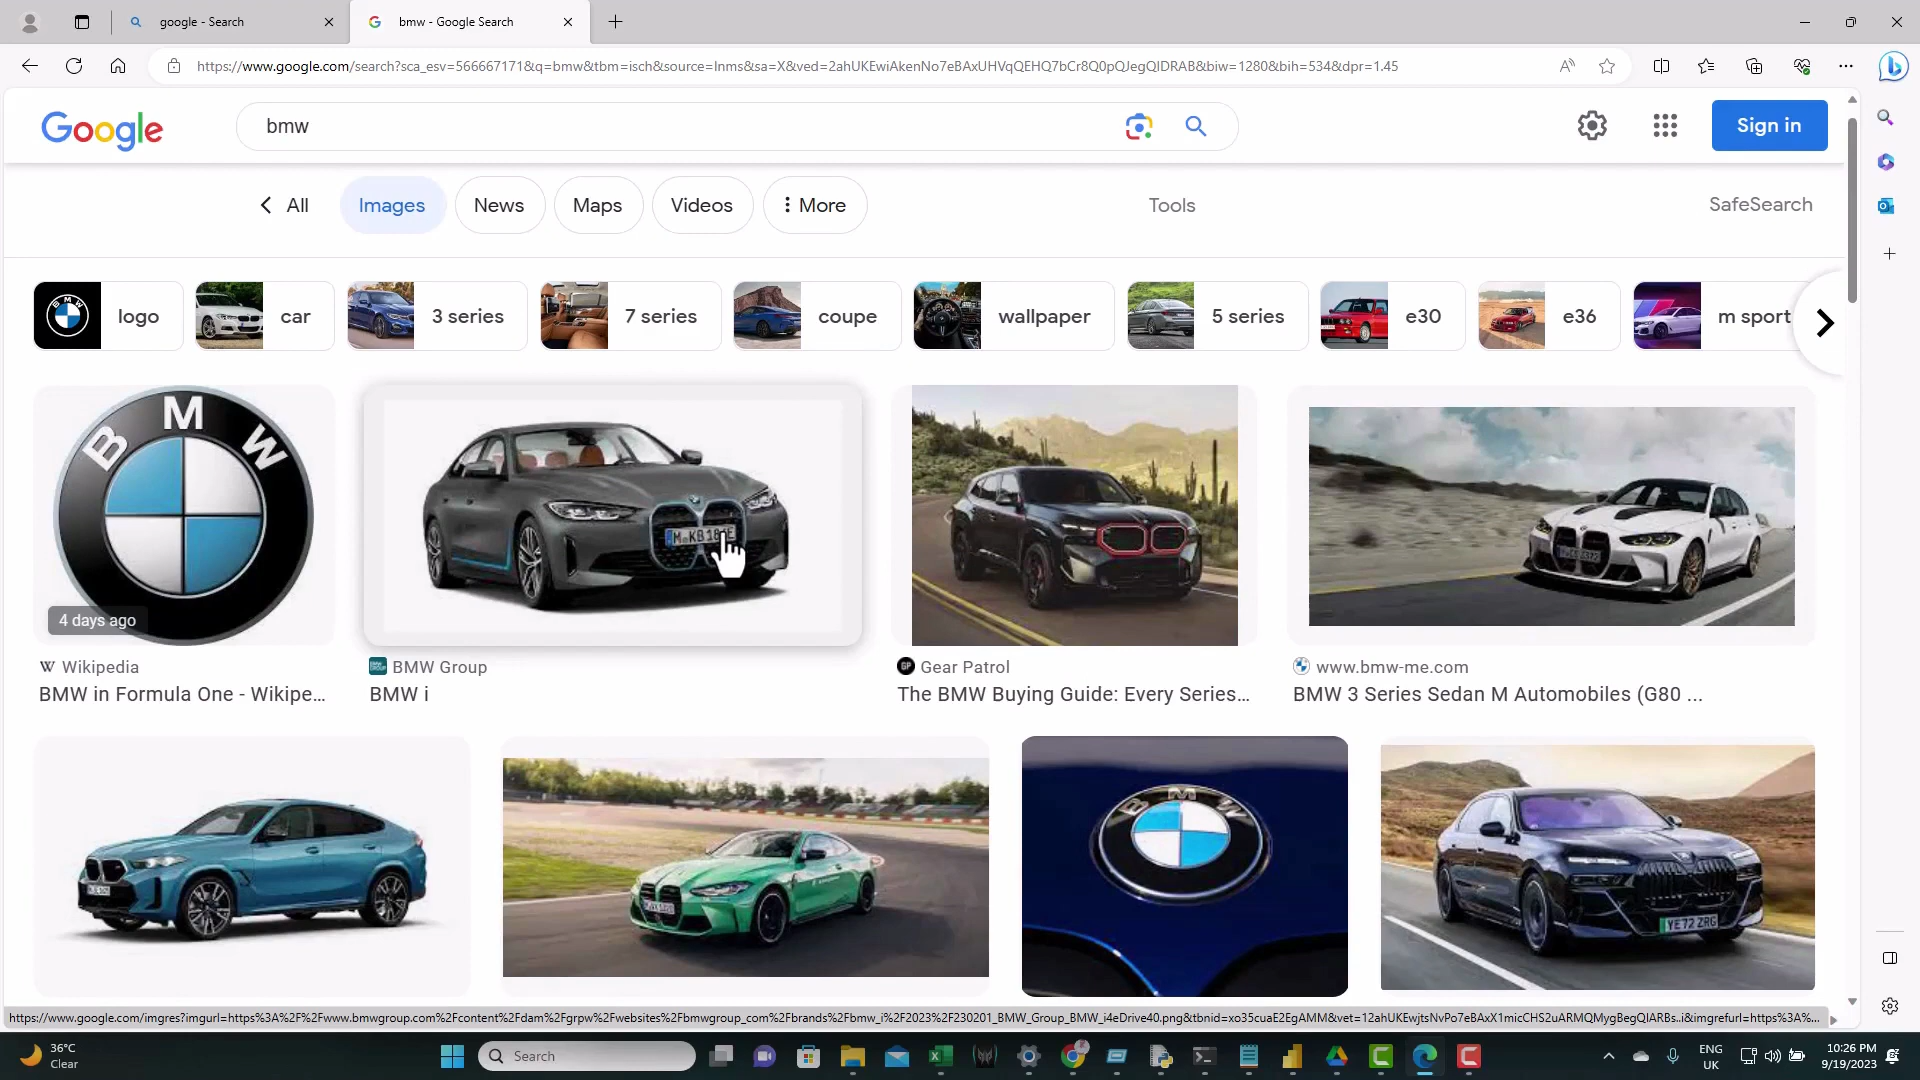 google - Search
bmw - Google Search
https://www.google.com/search?sca_esv=566667171&q=bmw&tbm=isch&source=lnms&sa=X&ved=2ahUKEwiAkenNo7eBAxUHVqQEHQ7bCr8Q0pQJegQIDRAB&biw=1280&bih=534&dpr=1.45
Google
bmw
Sign in
All
Images
News
Maps
Videos
More
Tools
SafeSearch
logo
car
3 series
7 series
coupe
wallpaper
5 series
e30
e36
m sport
BMW
4 days ago
Wikipedia
BMW in Formula One - Wikipe...
BMW Group
BMW i
GP Gear Patrol
The BMW Buying Guide: Every Series...
www.bmw-me.com
BMW 3 Series Sedan M Automobiles (G80 ...
BMW
YE72 ZRG
https://www.google.com/imgres?imgurl=https%3A%2F%2Fwww.bmwgroup.com%2Fcontent%2Fdam%2Fgrpw%2Fwebsites%2Fbmwgroup_com%2Fbrands%2Fbmw_i%2F2023%2F230201_BMW_Group_BMW_i4eDrive40.png&tbnid=xo35cuaE2EgAMM&vet=12ahUKEwjtsNvPo7eBAxX1micCHS2uARMQMygBegQIARBs..i&imgrefurl=https%3A%...
36°C
Clear
Search
ENG
UK
10:26 PM
9/19/2023